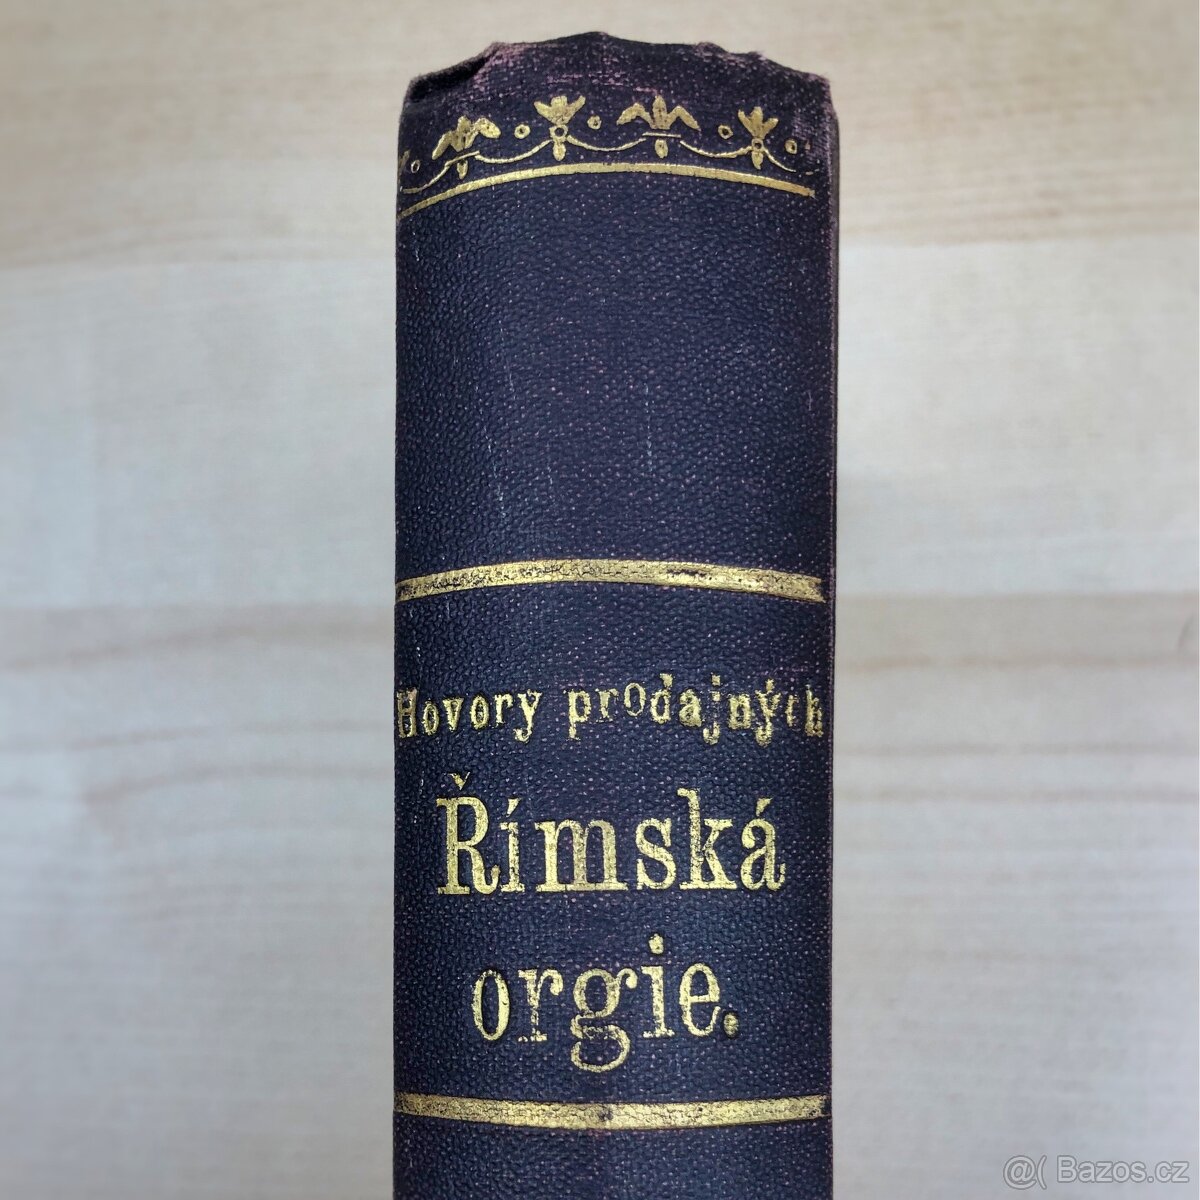 Hovory prodajných
Římská
orgie.
@( Bazos.cz